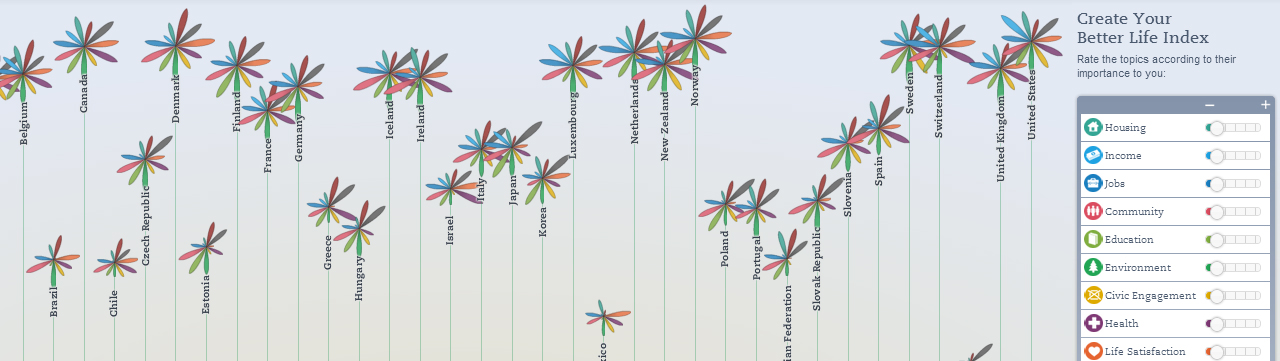 Create Your
Better Life Index
Rate the topics according to their
importance to you:
Housing
Income
Jobs
Community
Education
Environment
Civic Engagement
Health
Life Satisfaction
Belgium
Brazil
Canada
Chile
Czech Republic
Denmark
Estonia
Finland
France
Germany
Greece
Hungary
Iceland
Ireland
Israel
Italy
Japan
Korea
Luxembourg
ico
Netherlands
New Zealand
Norway
Poland
Portugal
ian Federation
Slovak Republic
Slovenia
Spain
Sweden
Switzerland
United Kingdom
United States